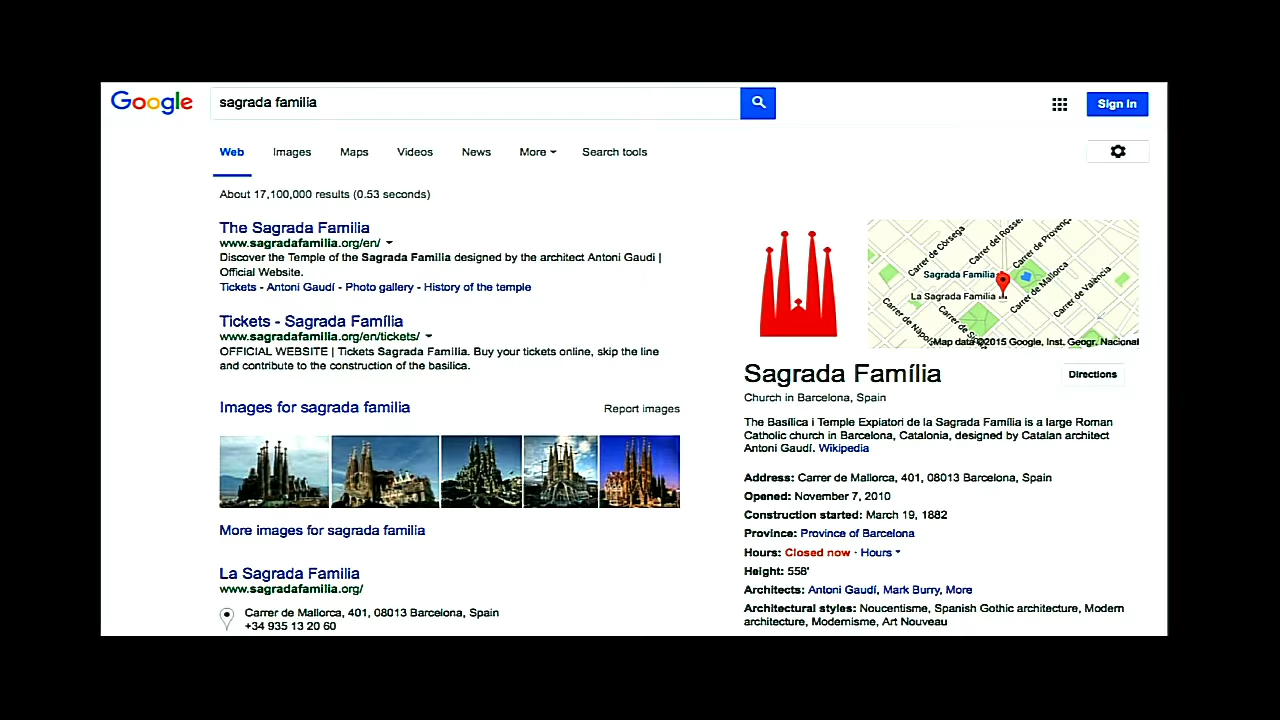 Google
sagrada familia
Sign in
Web Images Maps Videos News More Search tools
About 17,100,000 results (0.53 seconds)
The Sagrada Familia
www.sagradafamilia.org/en/
Discover the Temple of the Sagrada Familia designed by the architect Antoni Gaudi |
Official Website.
Tickets - Antoni Gaudí - Photo gallery - History of the temple
Tickets - Sagrada Família
www.sagradafamilia.org/en/tickets/
OFFICIAL WEBSITE | Tickets Sagrada Familia. Buy your tickets online, skip the line
and contribute to the construction of the basilica.
Images for sagrada familia
Report images
More images for sagrada familia
La Sagrada Familia
www.sagradafamilia.org/
Carrer de Mallorca, 401, 08013 Barcelona, Spain
+34 935 13 20 60
Carrer de Còrsega
Carrer del Rosse
Carrer de Provenç
Sagrada Família
La Sagrada Família
Carrer de Mallorca
Carrer de València
Carrer de Nàpo
Map data ©2015 Google, Inst. Geogr. Nacional
Sagrada Família
Directions
Church in Barcelona, Spain
The Basílica i Temple Expiatori de la Sagrada Família is a large Roman
Catholic church in Barcelona, Catalonia, designed by Catalan architect
Antoni Gaudí. Wikipedia
Address: Carrer de Mallorca, 401, 08013 Barcelona, Spain
Opened: November 7, 2010
Construction started: March 19, 1882
Province: Province of Barcelona
Hours: Closed now · Hours
Height: 558'
Architects: Antoni Gaudí, Mark Burry, More
Architectural styles: Noucentisme, Spanish Gothic architecture, Modern
architecture, Modernisme, Art Nouveau